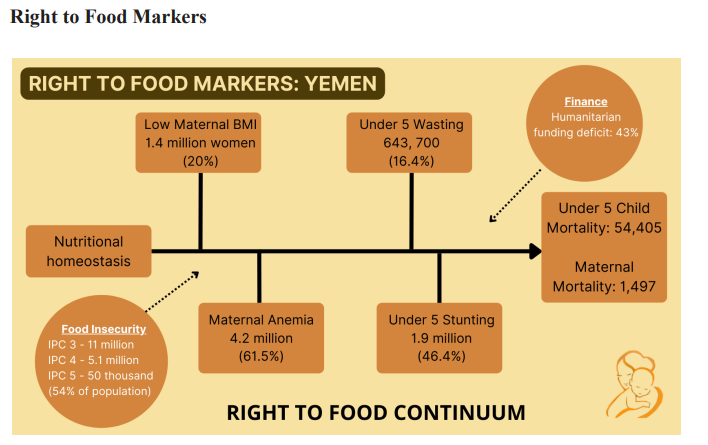 Right to Food Markers
RIGHT TO FOOD MARKERS: YEMEN
Low Maternal BMI
1.4 million women
(20%)
Under 5 Wasting
643, 700
(16.4%)
Finance
Humanitarian
funding deficit: 43%
Nutritional
homeostasis
Under 5 Child
Mortality: 54,405
Maternal
Mortality: 1,497
Food Insecurity
IPC 3 - 11 million
IPC 4 - 5.1 million
IPC 5 - 50 thousand
(54% of population)
Maternal Anemia
4.2 million
(61.5%)
Under 5 Stunting
1.9 million
(46.4%)
RIGHT TO FOOD CONTINUUM